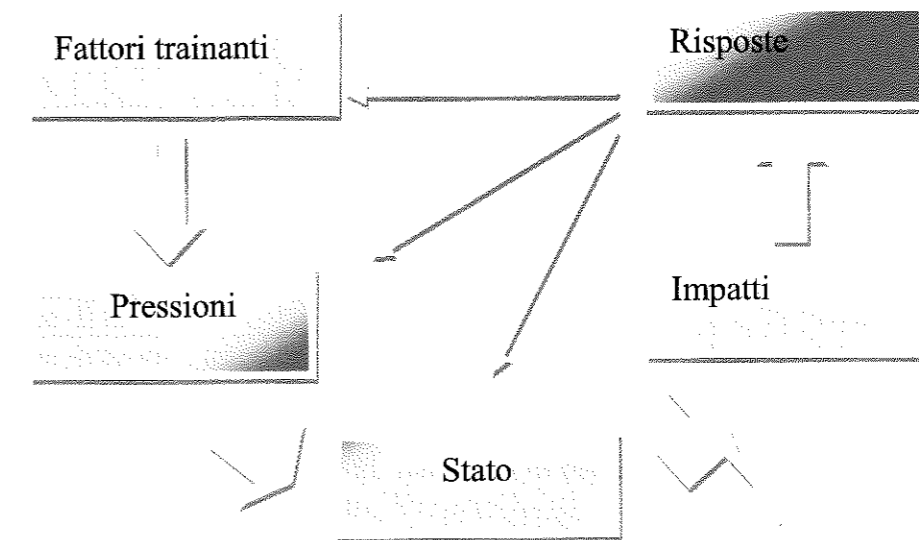 Fattori trainanti
Risposte
Pressioni
Impatti
Stato